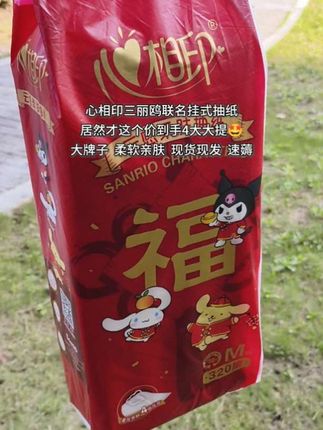 心相印
心相印三丽鸥联名挂式抽纸
居然才这个价到手4大大提🤩
大牌子 柔软亲肤 现货现发 速薅
SANRIO CHARA
福
M
320